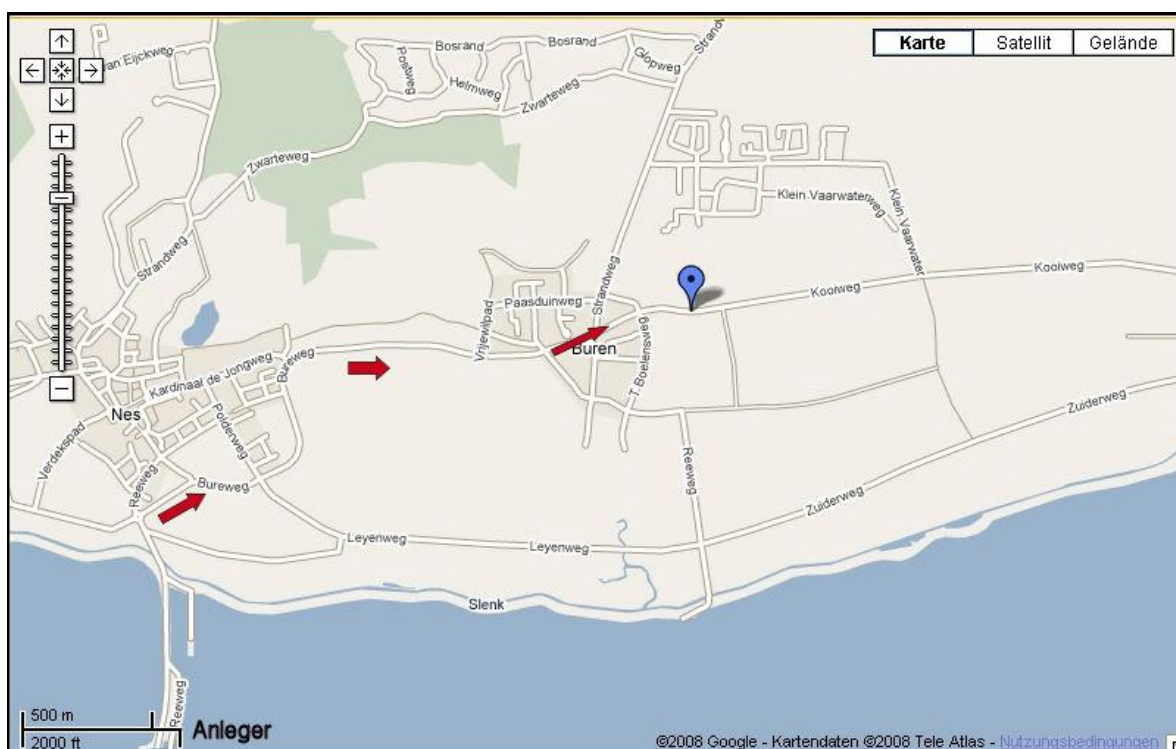 Karte
Satellit
Gelände
van Eijckweg
Bosrand
Bosrand
Postweg
Helmweg
Glopweg
Zwarteweg
Zwarteweg
Strandweg
Klein Vaarwaterweg
Klein Vaarwater
Kooiweg
Kooiweg
Paasduinweg
Strandweg
Vrijewilpad
Buren
T. Boelensweg
Kardinaal de Jongweg
Bureweg
Nes
Polderweg
Verdekspad
Reeweg
Bureweg
Reeweg
Zuiderweg
Zuiderweg
Leyenweg
Leyenweg
Slenk
Reeweg
Anleger
500 m
2000 ft
©2008 Google - Kartendaten ©2008 Tele Atlas - Nutzungsbedingungen